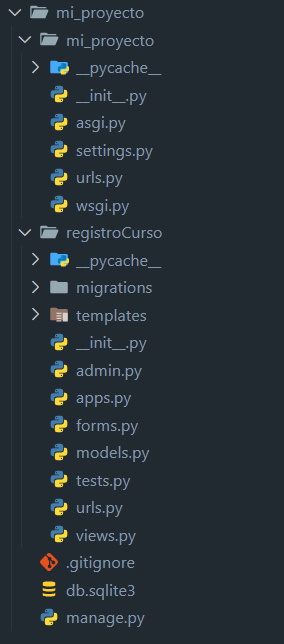 mi_proyecto
mi_proyecto
__pycache__
__init__.py
asgi.py
settings.py
urls.py
wsgi.py
registroCurso
__pycache__
migrations
templates
__init__.py
admin.py
apps.py
forms.py
models.py
tests.py
urls.py
views.py
.gitignore
db.sqlite3
manage.py